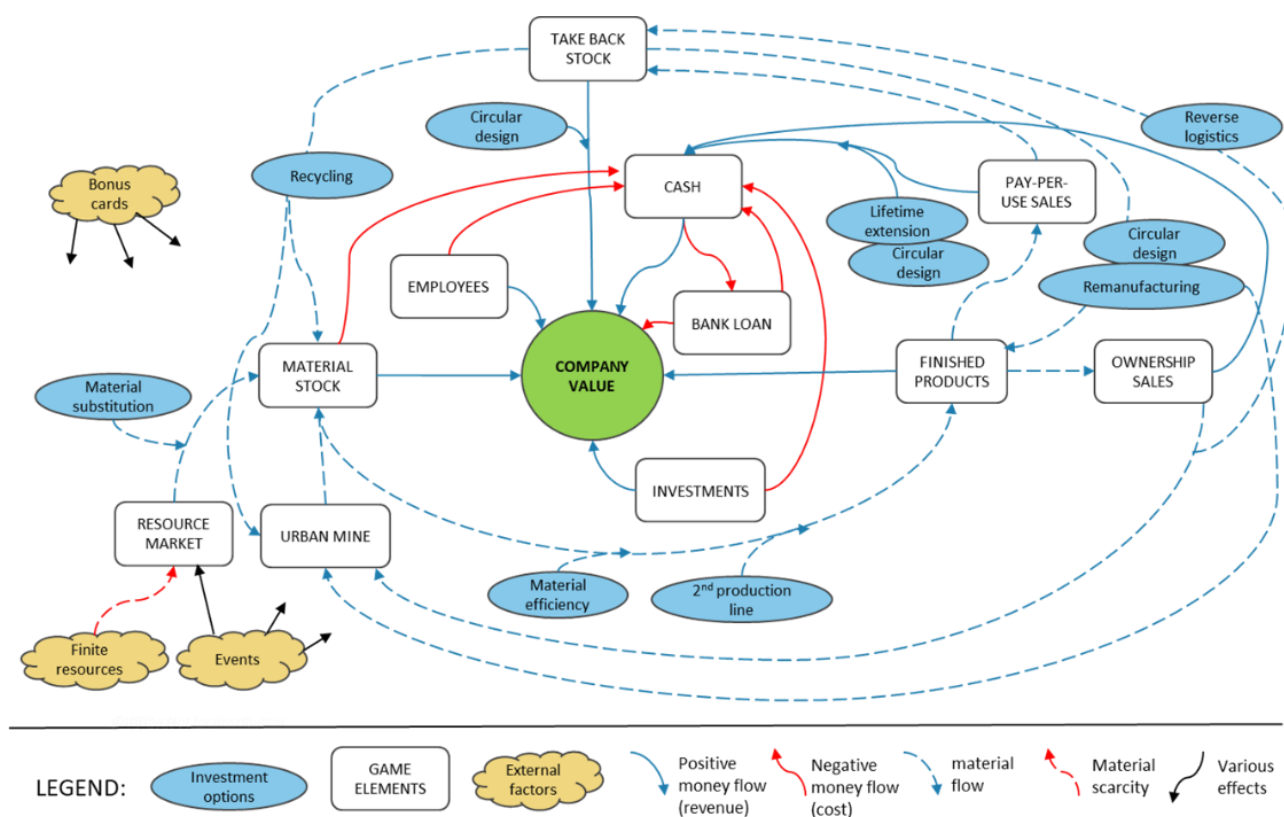 TAKE BACK
STOCK
Circular
design
Reverse
logistics
Recycling
Bonus
cards
CASH
PAY-PER-
USE SALES
Lifetime
extension
Circular
design
Circular
design
Remanufacturing
EMPLOYEES
BANK LOAN
MATERIAL
STOCK
COMPANY
VALUE
FINISHED
PRODUCTS
OWNERSHIP
SALES
Material
substitution
INVESTMENTS
RESOURCE
MARKET
URBAN MINE
Material
efficiency
2nd production
line
Finite
resources
Events
LEGEND:
Investment
options
GAME
ELEMENTS
External
factors
Positive
money flow
(revenue)
Negative
money flow
(cost)
material
flow
Material
scarcity
Various
effects